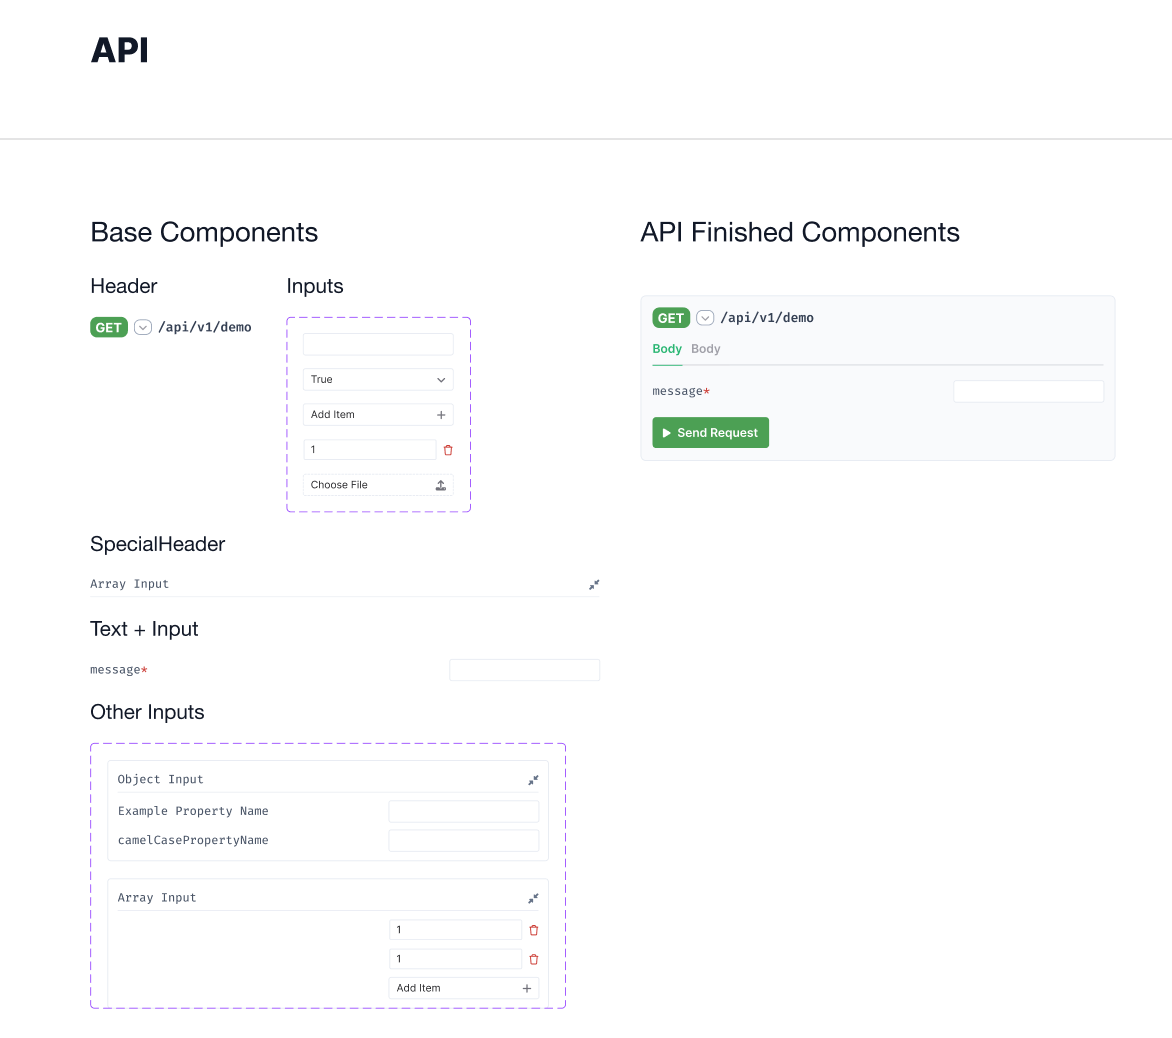 API
Base Components
Header
GET /api/v1/demo
Inputs
True
Add Item
1
Choose File
SpecialHeader
Array Input
Text + Input
message*
Other Inputs
Object Input
Example Property Name
camelCasePropertyName
Array Input
1
1
Add Item
API Finished Components
GET /api/v1/demo
Body Body
message*
Send Request